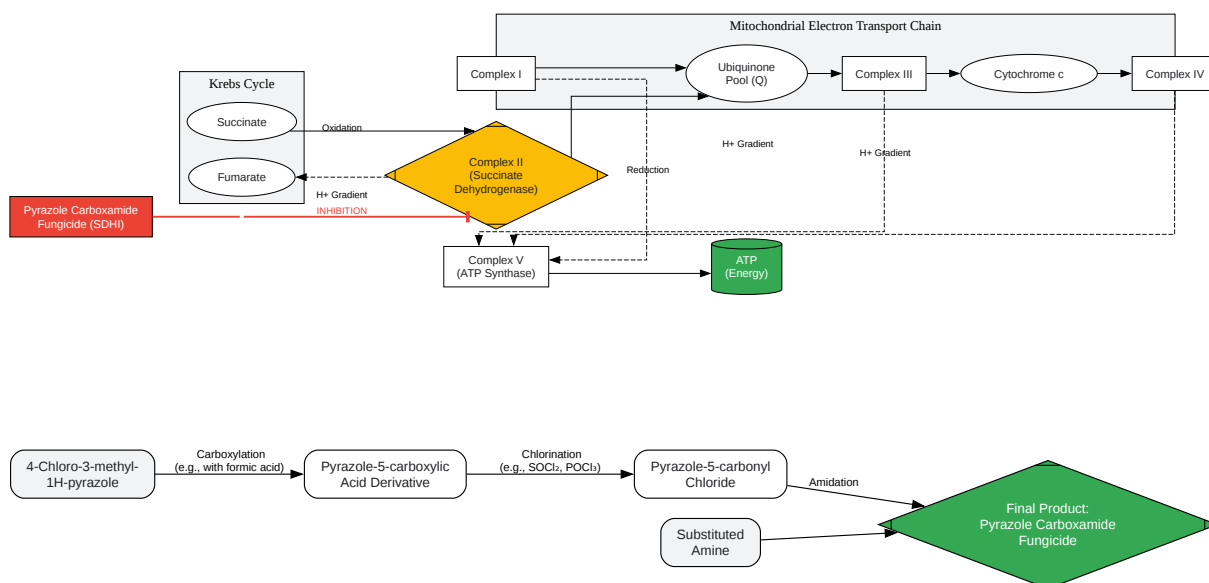 Mitochondrial Electron Transport Chain
Complex I
Ubiquinone
Pool (Q)
Complex III
Cytochrome c
Complex IV
Krebs Cycle
Succinate
Oxidation
Fumarate
Complex II
(Succinate
Dehydrogenase)
H+ Gradient
H+ Gradient
Reduction
H+ Gradient
INHIBITION
Pyrazole Carboxamide
Fungicide (SDHI)
Complex V
(ATP Synthase)
ATP
(Energy)
4-Chloro-3-methyl-
1H-pyrazole
Carboxylation
(e.g., with formic acid)
Pyrazole-5-carboxylic
Acid Derivative
Chlorination
(e.g., SOCl₂, POCl₃)
Pyrazole-5-carbonyl
Chloride
Amidation
Substituted
Amine
Final Product:
Pyrazole Carboxamide
Fungicide